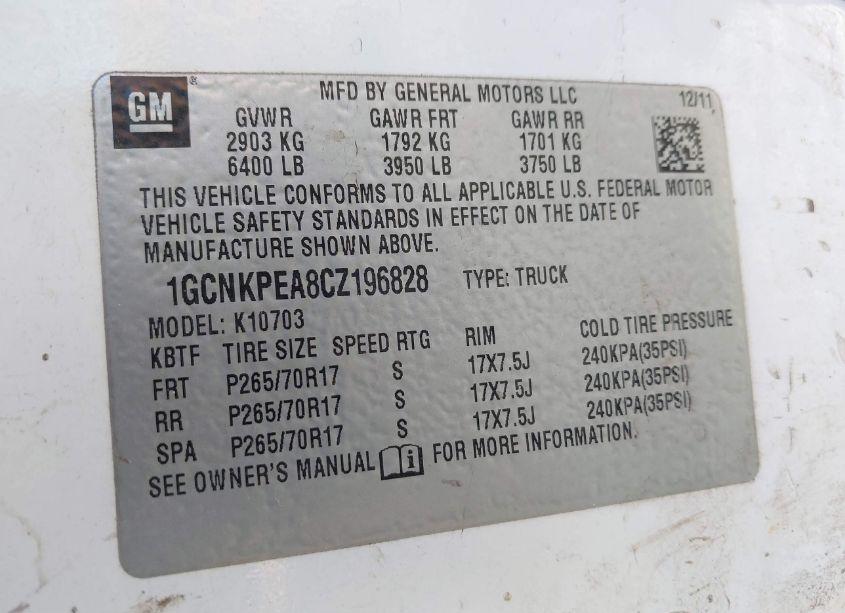 GM
MFD BY GENERAL MOTORS LLC 12/11
GVWR GAWR FRT GAWR RR
2903 KG 1792 KG 1701 KG
6400 LB 3950 LB 3750 LB
THIS VEHICLE CONFORMS TO ALL APPLICABLE U.S. FEDERAL MOTOR
VEHICLE SAFETY STANDARDS IN EFFECT ON THE DATE OF
MANUFACTURE SHOWN ABOVE.
1GCNKPEA8CZ196828 TYPE: TRUCK
MODEL: K10703
KBTF TIRE SIZE SPEED RTG RIM COLD TIRE PRESSURE
FRT P265/70R17 S 17X7.5J 240KPA(35PSI)
RR P265/70R17 S 17X7.5J 240KPA(35PSI)
SPA P265/70R17 S 17X7.5J 240KPA(35PSI)
SEE OWNER'S MANUAL i FOR MORE INFORMATION.